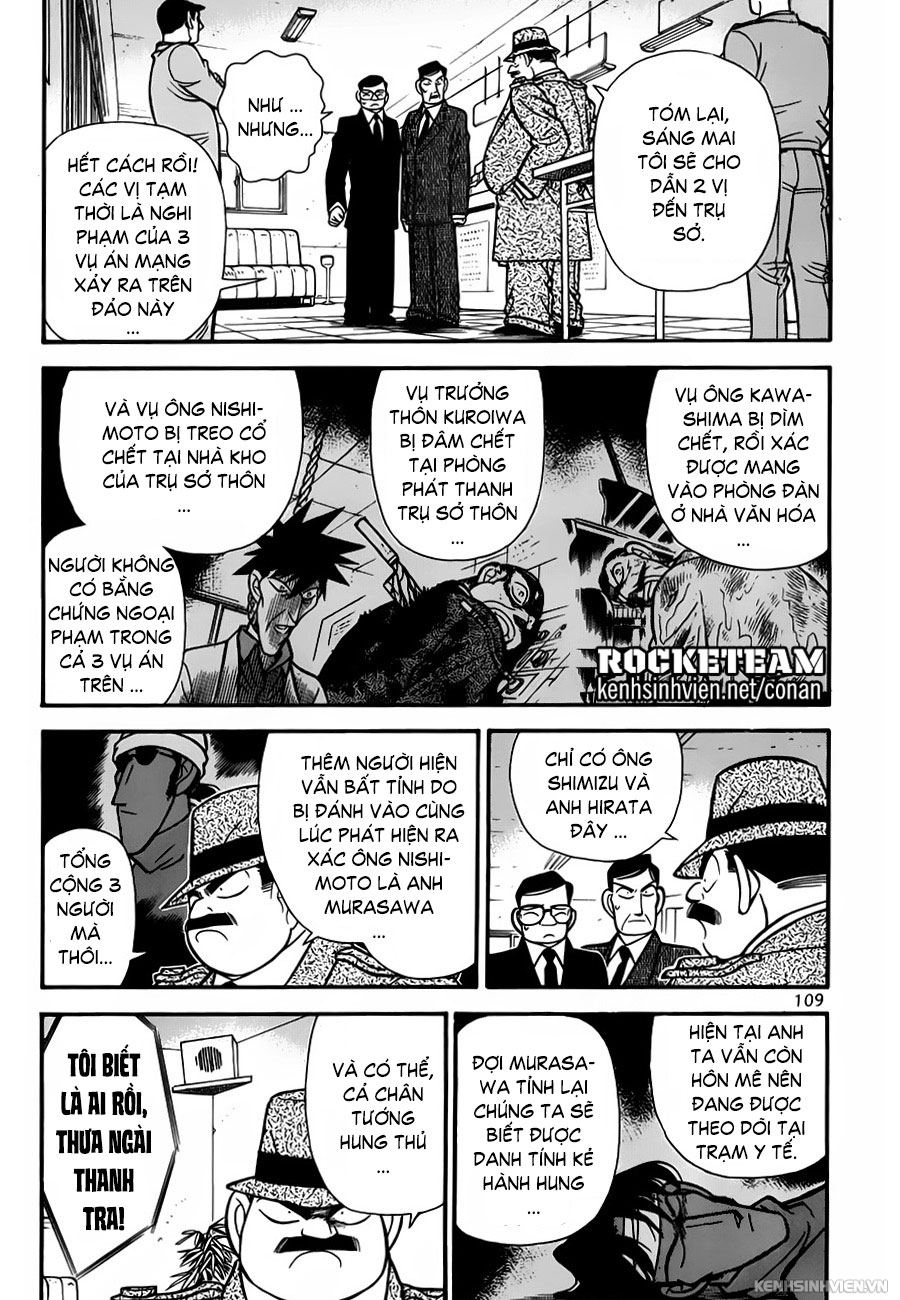 TÓM LẠI,
SÁNG MAI
TÔI SẼ CHO
DẪN 2 VỊ
ĐẾN TRỤ
SỞ.
NHƯ ...
NHƯNG...
HẾT CÁCH RỒI!
CÁC VỊ TẠM
THỜI LÀ NGHI
PHẠM CỦA 3
VỤ ÁN MẠNG
XẢY RA TRÊN
ĐẢO NÀY
...
VỤ ÔNG KAWA-
SHIMA BỊ DÌM
CHẾT, RỒI XÁC
ĐƯỢC MANG
VÀO PHÒNG ĐÀN
Ở NHÀ VĂN HÓA
...
VỤ TRƯỞNG
THÔN KUROIWA
BỊ ĐÂM CHẾT
TẠI PHÒNG
PHÁT THANH
TRỤ SỞ THÔN
...
VÀ VỤ ÔNG NISHI-
MOTO BỊ TREO CỔ
CHẾT TẠI NHÀ KHO
CỦA TRỤ SỞ THÔN
...
NGƯỜI KHÔNG
CÓ BẰNG
CHỨNG NGOẠI
PHẠM TRONG
CẢ 3 VỤ ÁN
TRÊN ...
ROCKETEAM
kenhsinhvien.net/conan
CHỈ CÓ ÔNG
SHIMIZU VÀ
ANH HIRATA
ĐÂY ...
THÊM NGƯỜI HIỆN
VẪN BẤT TỈNH DO
BỊ ĐÁNH VÀO CÙNG
LÚC PHÁT HIỆN RA
XÁC ÔNG NISHI-
MOTO LÀ ANH
MURASAWA
...
TỔNG
CỘNG 3
NGƯỜI
MÀ
THÔI...
109
HIỆN TẠI ANH
TA VẪN CÒN
HÔN MÊ NÊN
ĐANG ĐƯỢC
THEO DÕI TẠI
TRẠM Y TẾ.
ĐỢI MURASA-
WA TỈNH LẠI
CHÚNG TA SẼ
BIẾT ĐƯỢC
DANH TÍNH KẺ
HÀNH HUNG
...
VÀ CÓ THỂ,
CẢ CHÂN
TƯỚNG
HUNG THỦ
...
TÔI BIẾT
LÀ AI RỒI,
THƯA NGÀI
THANH
TRA!
KENHSINHVIEN.VN